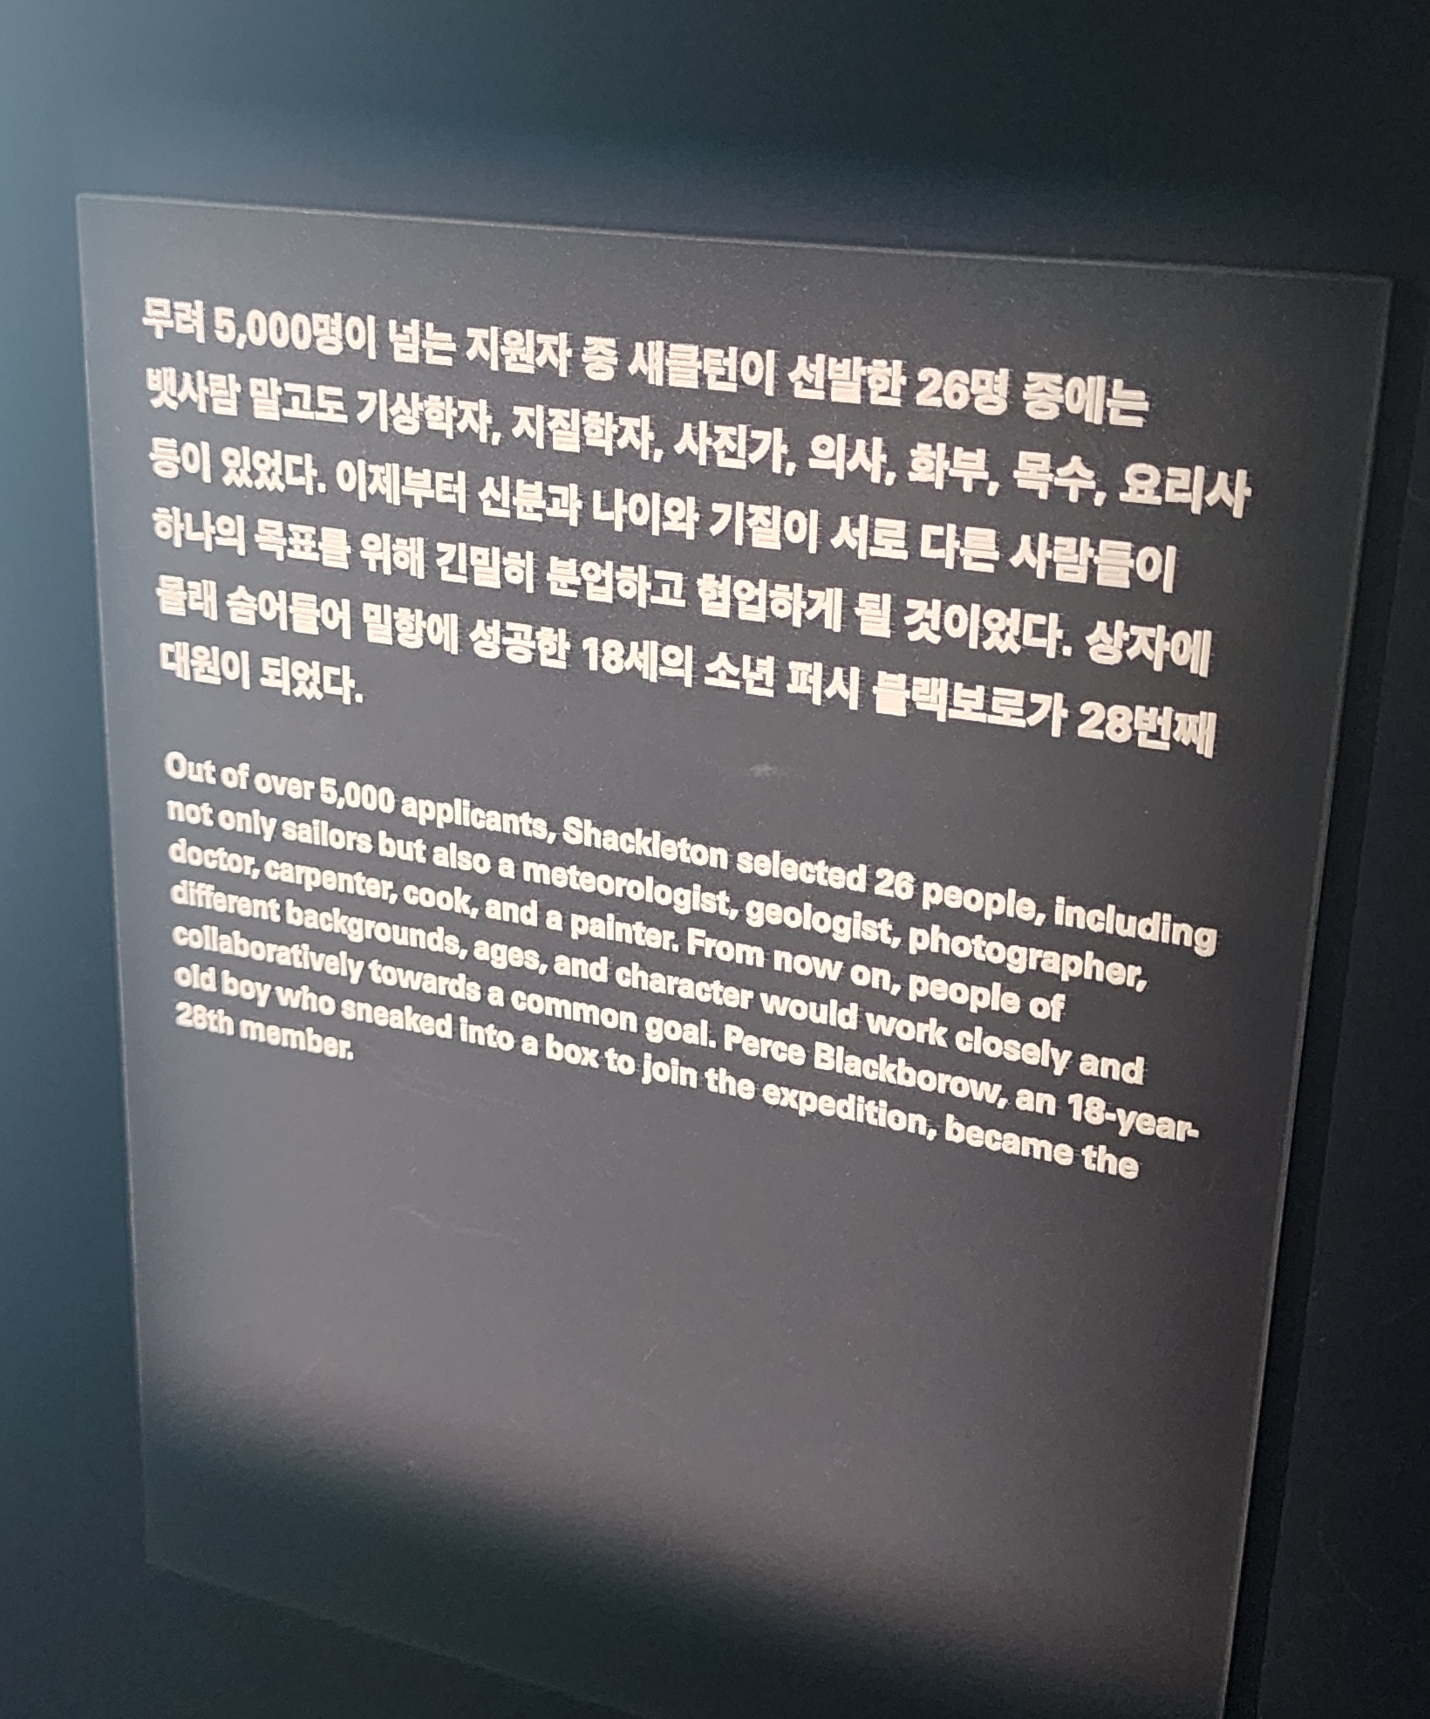 무려 5,000명이 넘는 지원자 중 섀클턴이 선발한 26명 중에는
뱃사람 말고도 기상학자, 지질학자, 사진가, 의사, 화부, 목수, 요리사
등이 있었다. 이제부터 신분과 나이와 기질이 서로 다른 사람들이
하나의 목표를 위해 긴밀히 분업하고 협업하게 될 것이었다. 상자에
몰래 숨어들어 밀항에 성공한 18세의 소년 퍼시 블랙보로가 28번째
대원이 되었다.
Out of over 5,000 applicants, Shackleton selected 26 people, including
not only sailors but also a meteorologist, geologist, photographer,
doctor, carpenter, cook, and a painter. From now on, people of
different backgrounds, ages, and character would work closely and
collaboratively towards a common goal. Perce Blackborow, an 18-year-
old boy who sneaked into a box to join the expedition, became the
28th member.